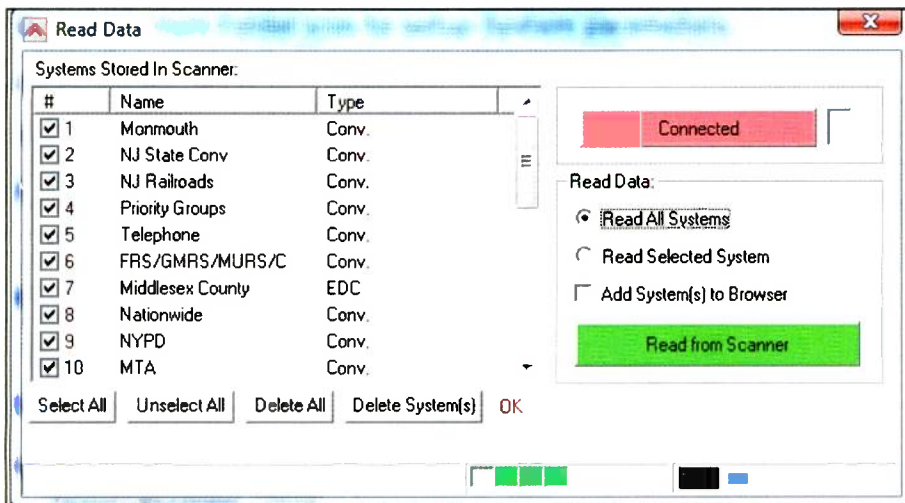 Read Data
Systems Stored In Scanner:
# Name Type
1 Monmouth Conv.
2 NJ State Conv Conv.
3 NJ Railroads Conv.
4 Priority Groups Conv.
5 Telephone Conv.
6 FRS/GMRS/MURS/C Conv.
7 Middlesex County EDC
8 Nationwide Conv.
9 NYPD Conv.
10 MTA Conv.
Select All Unselect All Delete All Delete System(s) OK
Connected
Read Data:
Read All Systems
Read Selected System
Add System(s) to Browser
Read from Scanner